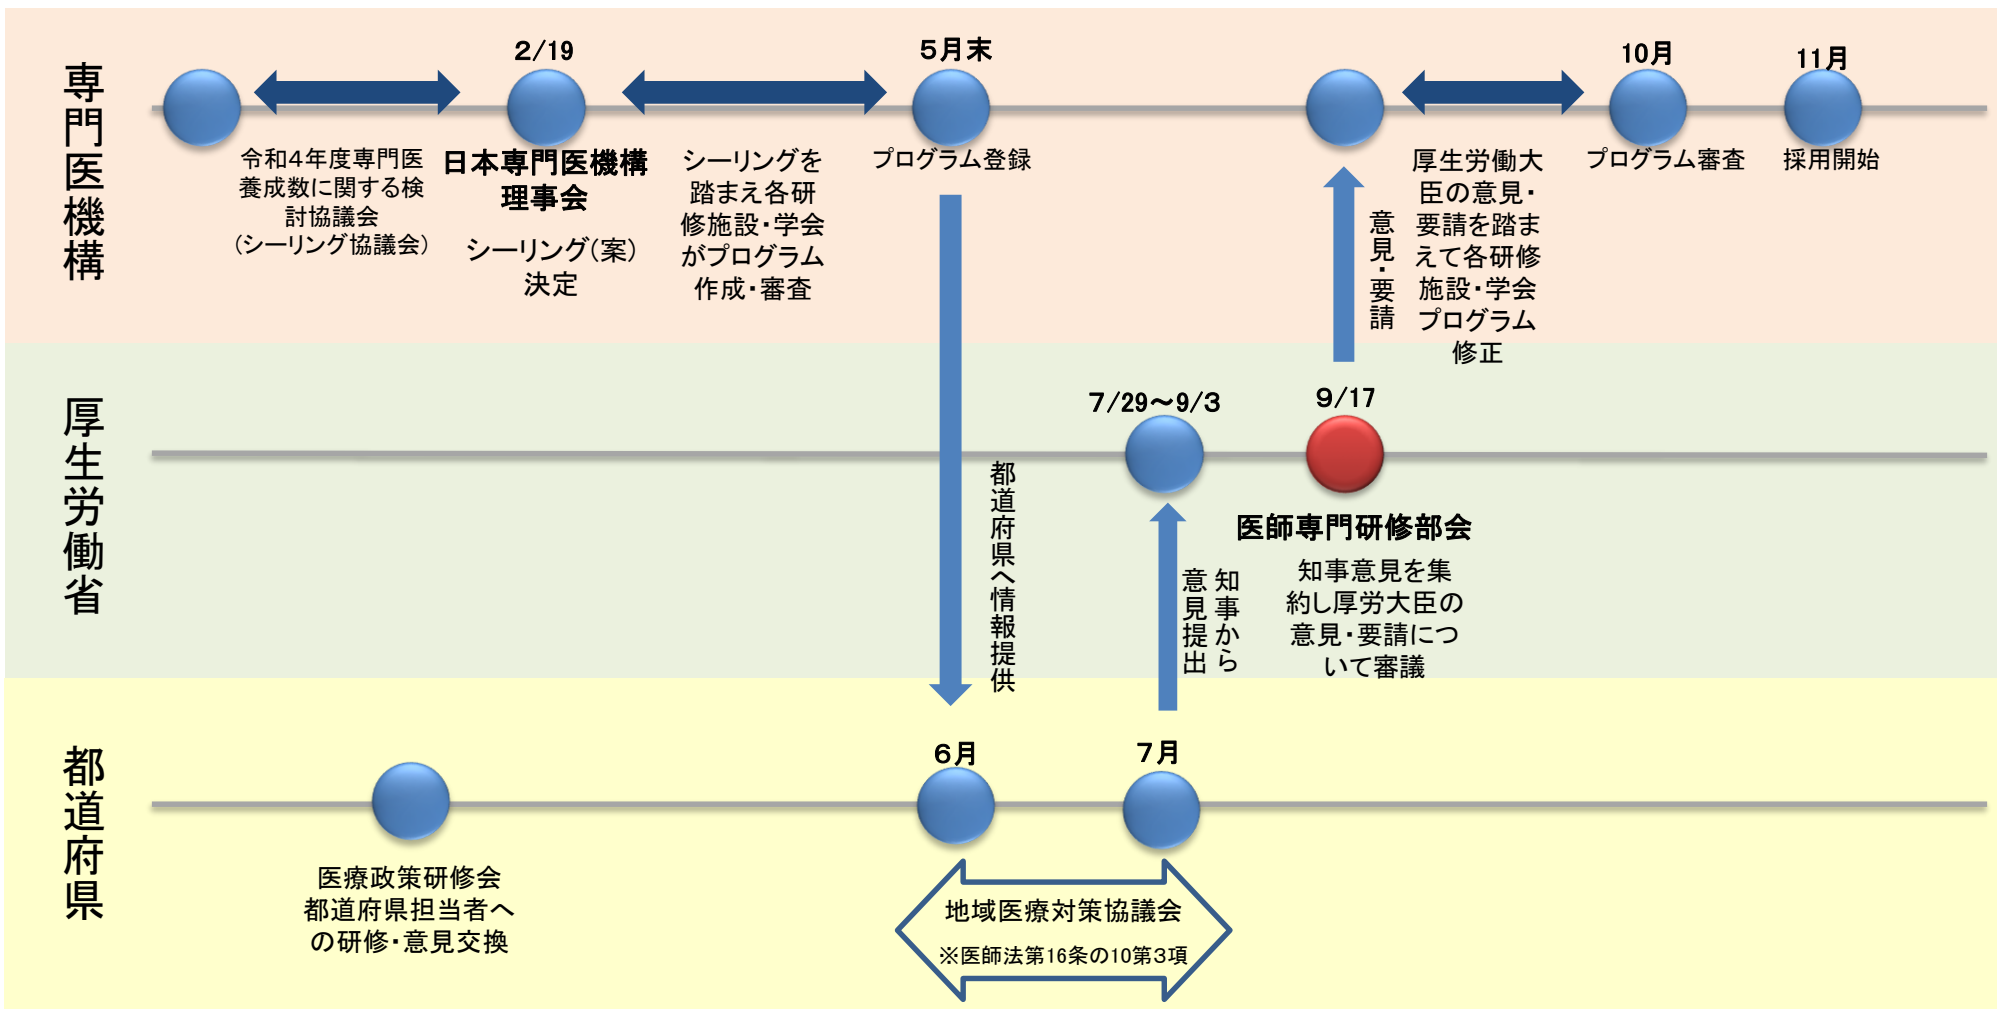 専門医機構
2/19
5月末
10月
11月
令和4年度専門医
養成数に関する検
討協議会
(シーリング協議会)
日本専門医機構
理事会
シーリング(案)
決定
シーリングを
踏まえ各研
修施設・学会
がプログラム
作成・審査
プログラム登録
意見・要請
厚生労働大
臣の意見・
要請を踏ま
えて各研修
施設・学会
プログラム
修正
プログラム審査
採用開始
厚生労働省
7/29～9/3
9/17
都道府県へ情報提供
知事から
意見提出
医師専門研修部会
知事意見を集
約し厚労大臣の
意見・要請につ
いて審議
都道府県
6月
7月
医療政策研修会
都道府県担当者へ
の研修・意見交換
地域医療対策協議会
※医師法第16条の10第3項